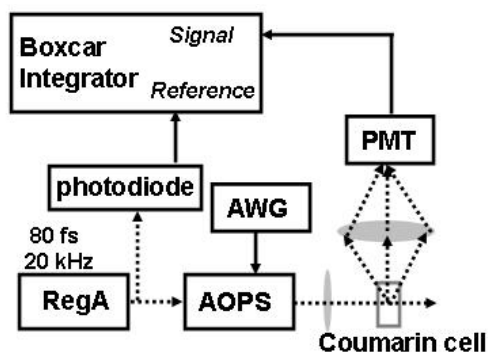 Boxcar
Integrator
Signal
Reference
PMT
photodiode
AWG
80 fs
20 kHz
RegA
AOPS
Coumarin cell